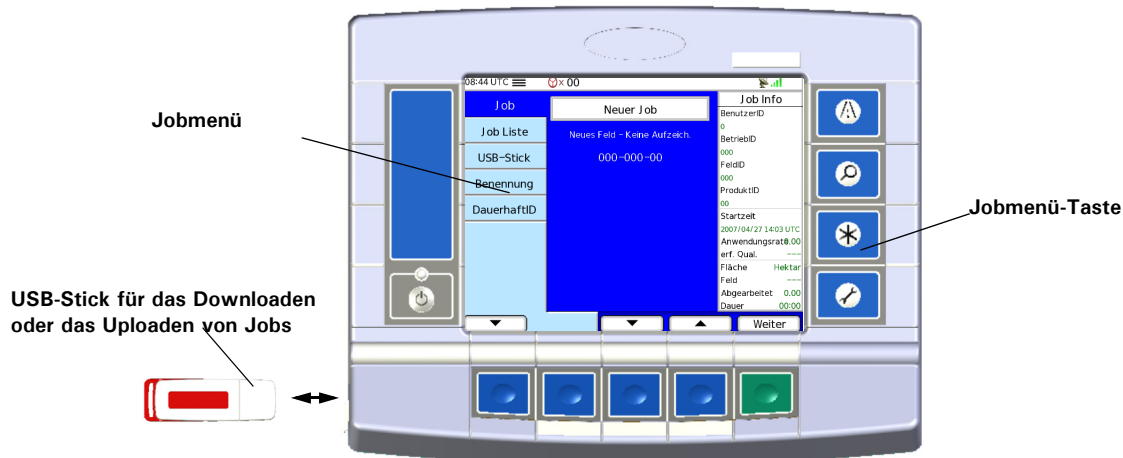 Jobmenü
USB-Stick für das Downloaden
oder das Uploaden von Jobs
08:44 UTC
× 00
Job
Job Liste
USB-Stick
Benennung
DauerhaftID
Neuer Job
Neues Feld - Keine Aufzeich.
000-000-00
Job Info
BenutzerID
0
BetriebID
000
FeldID
000
ProduktID
00
Startzeit
2007/04/27 14:03 UTC
Anwendungsrate 0.00
erf. Qual. ---
Fläche Hektar
Feld ---
Abgearbeitet 0.00
Dauer 00:00
Weiter
Jobmenü-Taste